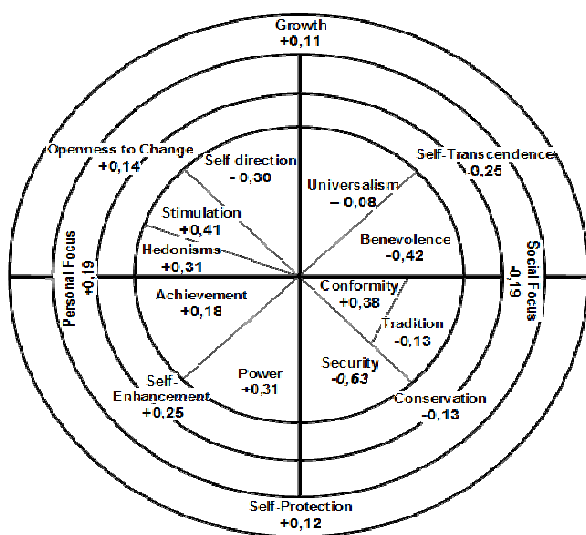 Growth
+0,11
Openness to Change
+0,14
Self-direction
- 0,30
Self-Transcendence
-0,25
Universalism
- 0,08
Stimulation
+0,41
Hedonisms
+0,31
Benevolence
-0,42
Personal Focus
+0,19
Social Focus
-0,19
Achievement
+0,18
Conformity
+0,38
Tradition
-0,13
Security
-0,63
Power
+0,31
Self-
Enhancement
+0,25
Conservation
-0,13
Self-Protection
+0,12